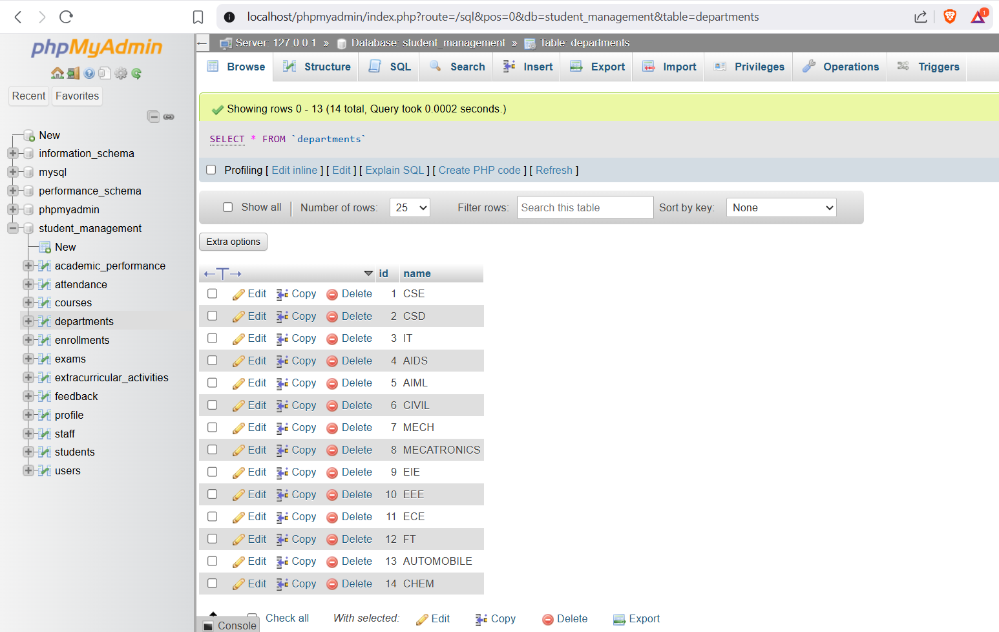 localhost/phpmyadmin/index.php?route=/sql&pos=0&db=student_management&table=departments
1
phpMyAdmin
Recent Favorites
New
information_schema
mysql
performance_schema
phpmyadmin
student_management
New
academic_performance
attendance
courses
departments
enrollments
exams
extracurricular_activities
feedback
profile
staff
students
users
Server: 127.0.0.1 » Database: student_management » Table: departments
Browse Structure SQL Search Insert Export Import Privileges Operations Triggers
Showing rows 0 - 13 (14 total, Query took 0.0002 seconds.)
SELECT * FROM `departments`
Profiling [ Edit inline ] [ Edit ] [ Explain SQL ] [ Create PHP code ] [ Refresh ]
Show all | Number of rows: 25 Filter rows: Search this table Sort by key: None
Extra options
id name
Edit Copy Delete 1 CSE
Edit Copy Delete 2 CSD
Edit Copy Delete 3 IT
Edit Copy Delete 4 AIDS
Edit Copy Delete 5 AIML
Edit Copy Delete 6 CIVIL
Edit Copy Delete 7 MECH
Edit Copy Delete 8 MECATRONICS
Edit Copy Delete 9 EIE
Edit Copy Delete 10 EEE
Edit Copy Delete 11 ECE
Edit Copy Delete 12 FT
Edit Copy Delete 13 AUTOMOBILE
Edit Copy Delete 14 CHEM
Check all With selected: Edit Copy Delete Export
Console